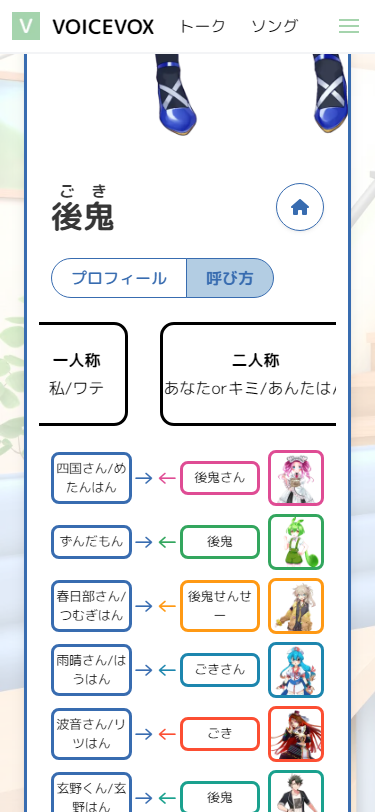 V VOICEVOX トーク ソング
ご き
後鬼
プロフィール 呼び方
一人称 二人称
私/ワテ あなたorキミ/あんたはん
四国さん/め
たんはん
後鬼さん
ずんだもん 後鬼
春日部さん/
つむぎはん
後鬼せんせ
ー
雨晴さん/は
うはん
ごきさん
波音さん/リ
ツはん
ごき
玄野くん/玄
野はん
後鬼